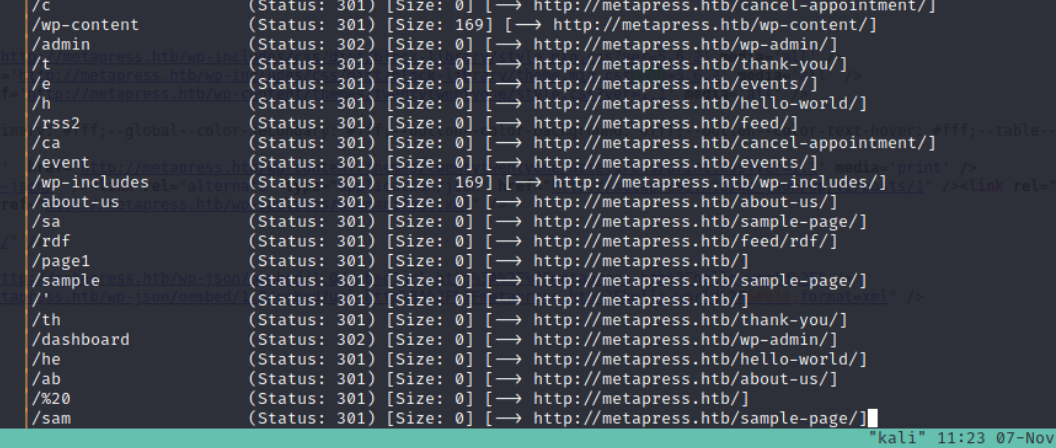 /c (Status: 301) [Size: 0] [--> http://metapress.htb/cancel-appointment/]
/wp-content (Status: 301) [Size: 169] [--> http://metapress.htb/wp-content/]
/admin (Status: 302) [Size: 0] [--> http://metapress.htb/wp-admin/]
/t (Status: 301) [Size: 0] [--> http://metapress.htb/thank-you/]
/e (Status: 301) [Size: 0] [--> http://metapress.htb/events/]
/h (Status: 301) [Size: 0] [--> http://metapress.htb/hello-world/]
/rss2 (Status: 301) [Size: 0] [--> http://metapress.htb/feed/]
/ca (Status: 301) [Size: 0] [--> http://metapress.htb/cancel-appointment/]
/event (Status: 301) [Size: 0] [--> http://metapress.htb/events/]
/wp-includes (Status: 301) [Size: 169] [--> http://metapress.htb/wp-includes/]
/about-us (Status: 301) [Size: 0] [--> http://metapress.htb/about-us/]
/sa (Status: 301) [Size: 0] [--> http://metapress.htb/sample-page/]
/rdf (Status: 301) [Size: 0] [--> http://metapress.htb/feed/rdf/]
/page1 (Status: 301) [Size: 0] [--> http://metapress.htb/]
/sample (Status: 301) [Size: 0] [--> http://metapress.htb/sample-page/]
/' (Status: 301) [Size: 0] [--> http://metapress.htb/]
/th (Status: 301) [Size: 0] [--> http://metapress.htb/thank-you/]
/dashboard (Status: 302) [Size: 0] [--> http://metapress.htb/wp-admin/]
/he (Status: 301) [Size: 0] [--> http://metapress.htb/hello-world/]
/ab (Status: 301) [Size: 0] [--> http://metapress.htb/about-us/]
/%20 (Status: 301) [Size: 0] [--> http://metapress.htb/]
/sam (Status: 301) [Size: 0] [--> http://metapress.htb/sample-page/]
"kali" 11:23 07-Nov